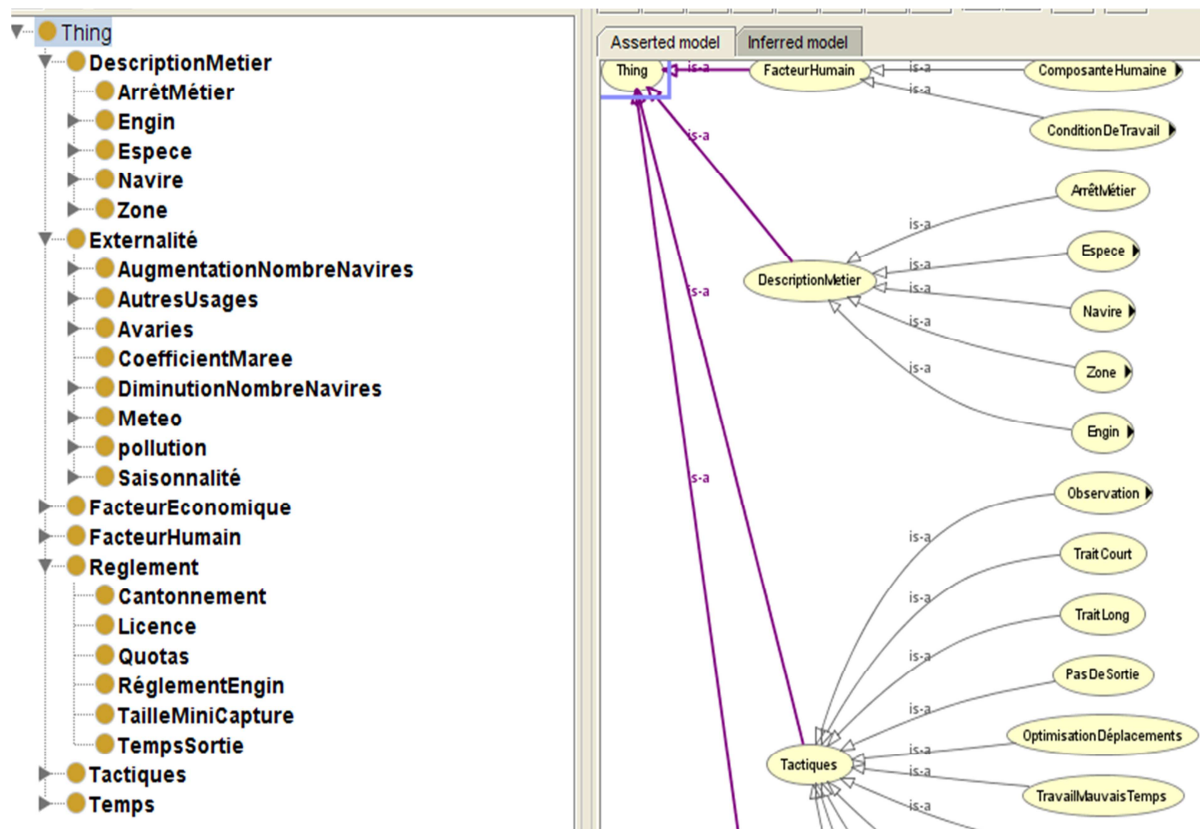 Thing
DescriptionMetier
ArrêtMétier
Engin
Espece
Navire
Zone
Externalité
AugmentationNombreNavires
AutresUsages
Avaries
CoefficientMaree
DiminutionNombreNavires
Meteo
pollution
Saisonnalité
FacteurEconomique
FacteurHumain
Reglement
Cantonnement
Licence
Quotas
RéglementEngin
TailleMiniCapture
TempsSortie
Tactiques
Temps
Asserted model Inferred model
Thing is-a FacteurHumain is-a ComposanteHumaine
is-a
ConditionDeTravail
is-a
ArrêtMétier
is-a
Espece
is-a
DescriptionMetier
is-a
is-a
Navire
is-a
Zone
is-a
Engin
is-a
Observation
is-a
TraitCourt
is-a
TraitLong
is-a
PasDeSortie
is-a
OptimisationDéplacements
is-a
Tactiques
is-a
TravailMauvaisTemps
is-a